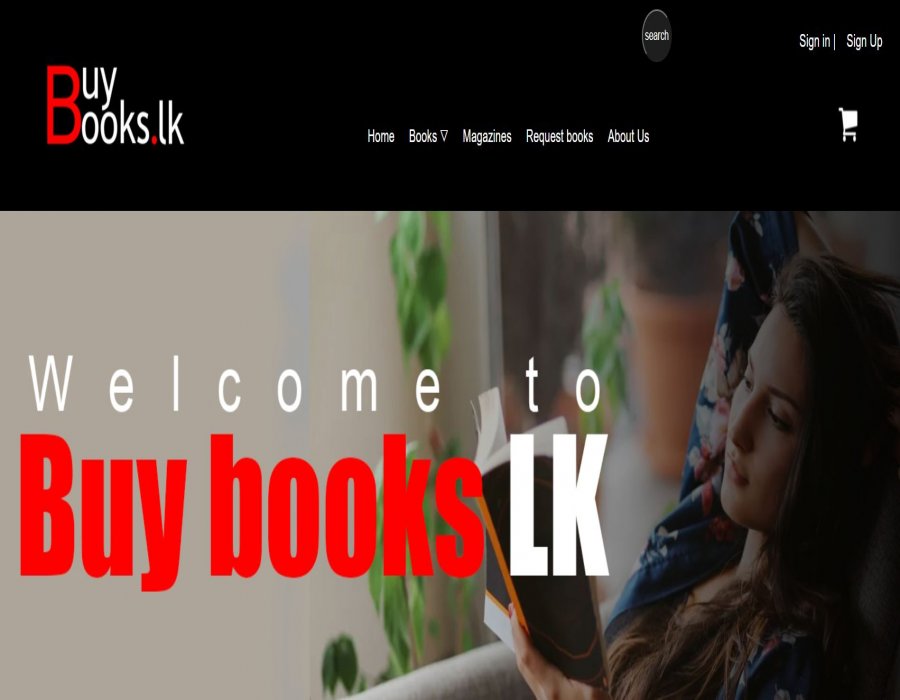 search
Sign in | Sign Up
Buy
Books.lk
Home Books ▽ Magazines Request books About Us
Welcome to
Buy books LK